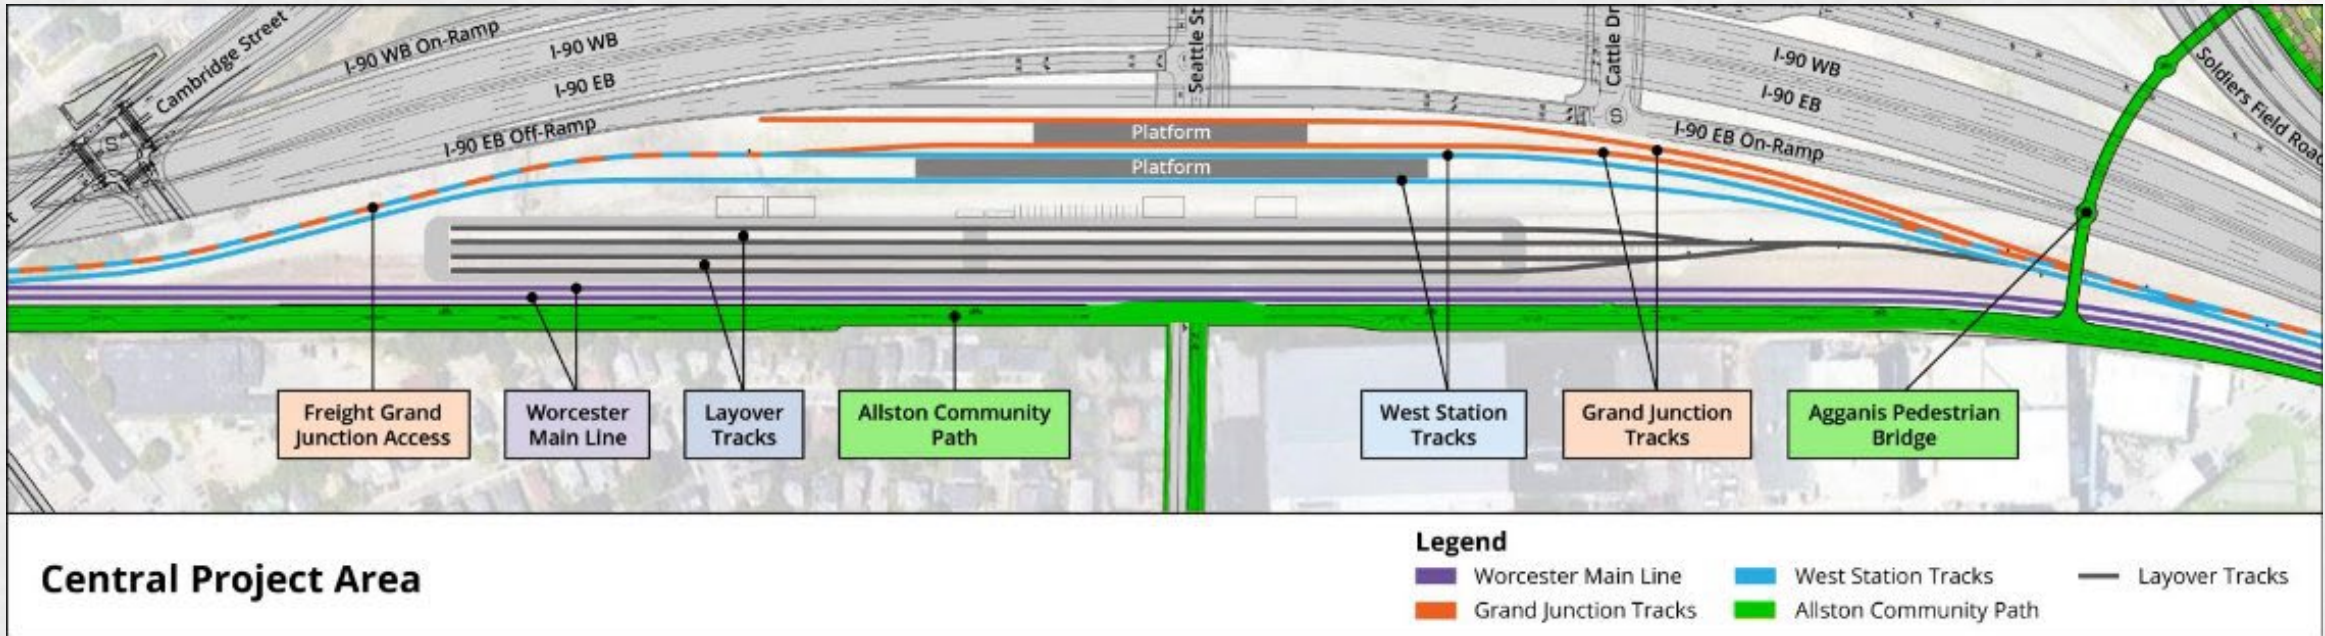 Cambridge Street
I-90 WB On-Ramp
I-90 WB
I-90 EB
I-90 EB Off-Ramp
Seattle St
Cattle Dr
I-90 WB
I-90 EB
I-90 EB On-Ramp
Soldiers Field Road
S
S
Platform
Platform
Freight Grand
Junction Access
Worcester
Main Line
Layover
Tracks
Allston Community
Path
West Station
Tracks
Grand Junction
Tracks
Agganis Pedestrian
Bridge
Central Project Area
Legend
Worcester Main Line
West Station Tracks
Layover Tracks
Grand Junction Tracks
Allston Community Path